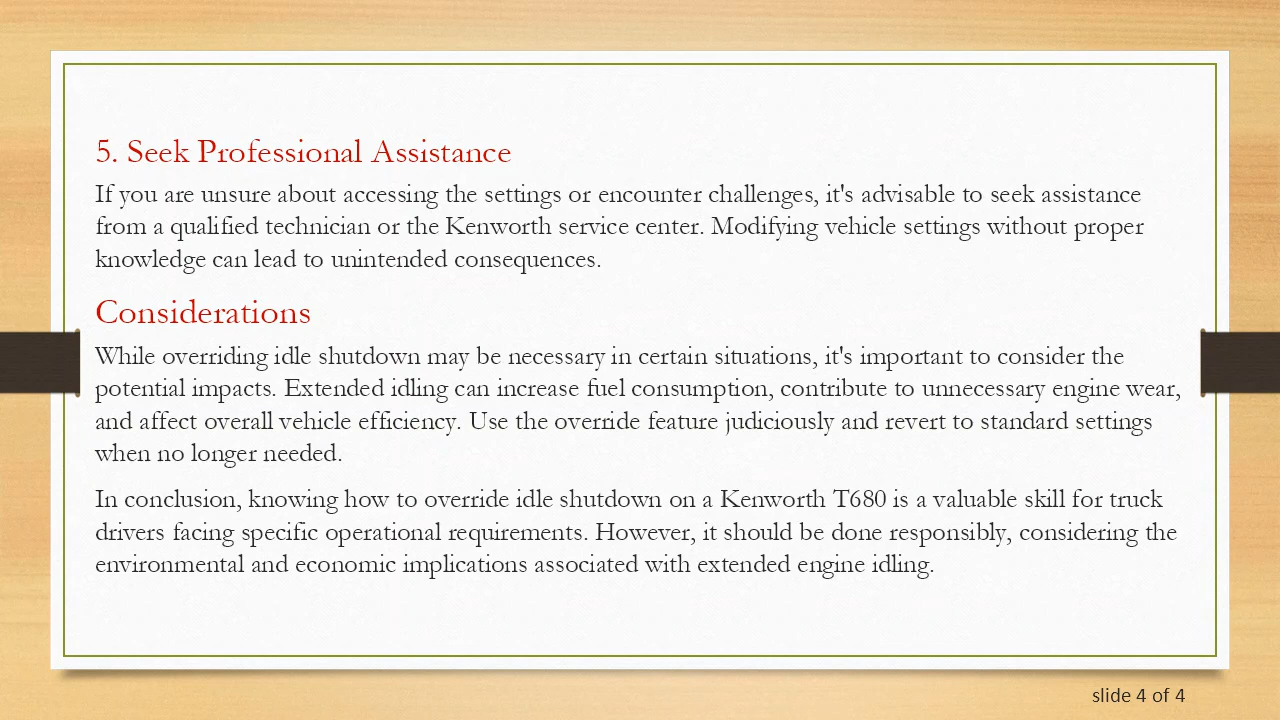 5. Seek Professional Assistance
If you are unsure about accessing the settings or encounter challenges, it's advisable to seek assistance
from a qualified technician or the Kenworth service center. Modifying vehicle settings without proper
knowledge can lead to unintended consequences.
Considerations
While overriding idle shutdown may be necessary in certain situations, it's important to consider the
potential impacts. Extended idling can increase fuel consumption, contribute to unnecessary engine wear,
and affect overall vehicle efficiency. Use the override feature judiciously and revert to standard settings
when no longer needed.
In conclusion, knowing how to override idle shutdown on a Kenworth T680 is a valuable skill for truck
drivers facing specific operational requirements. However, it should be done responsibly, considering the
environmental and economic implications associated with extended engine idling.
slide 4 of 4